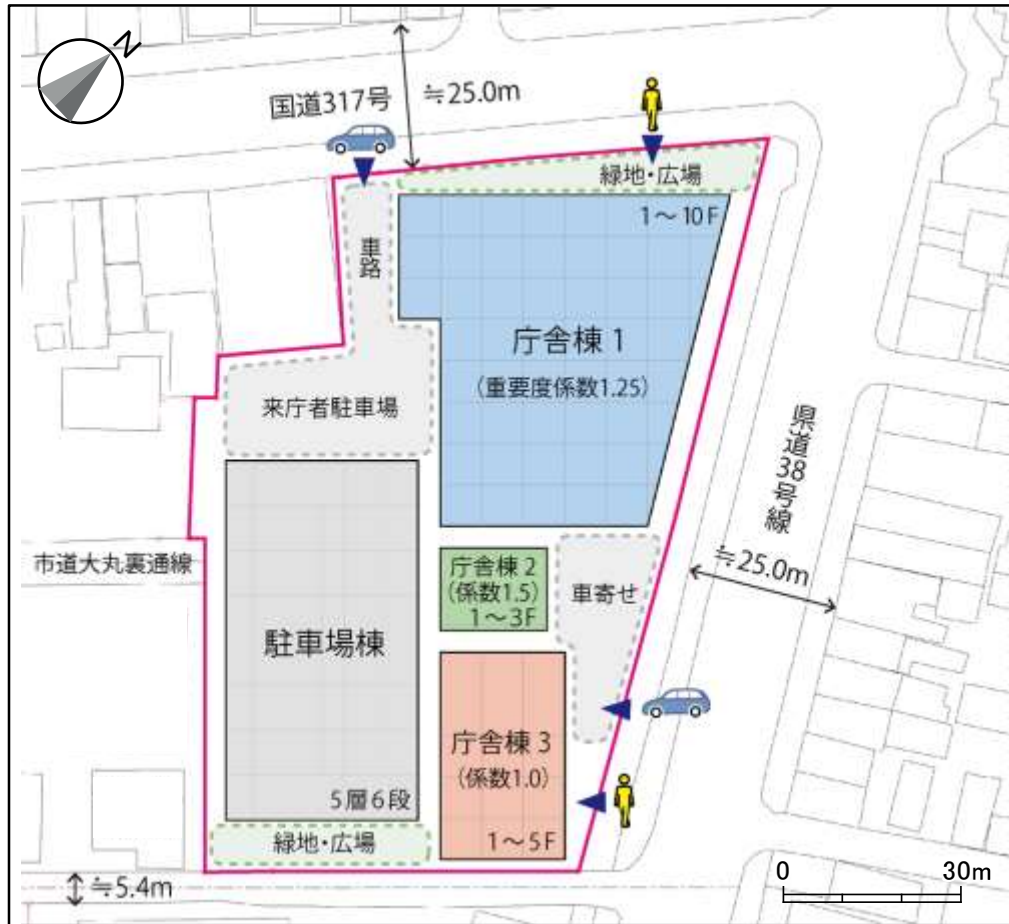 N
国道317号
≒25.0m
緑地・広場
1～10F
車路
庁舎棟1
（重要度係数1.25）
来庁者駐車場
県道38号線
≒25.0m
市道大丸裏通線
庁舎棟2
（係数1.5）
1～3F
車寄せ
駐車場棟
5層6段
庁舎棟3
（係数1.0）
1～5F
緑地・広場
≒5.4m
0
30m